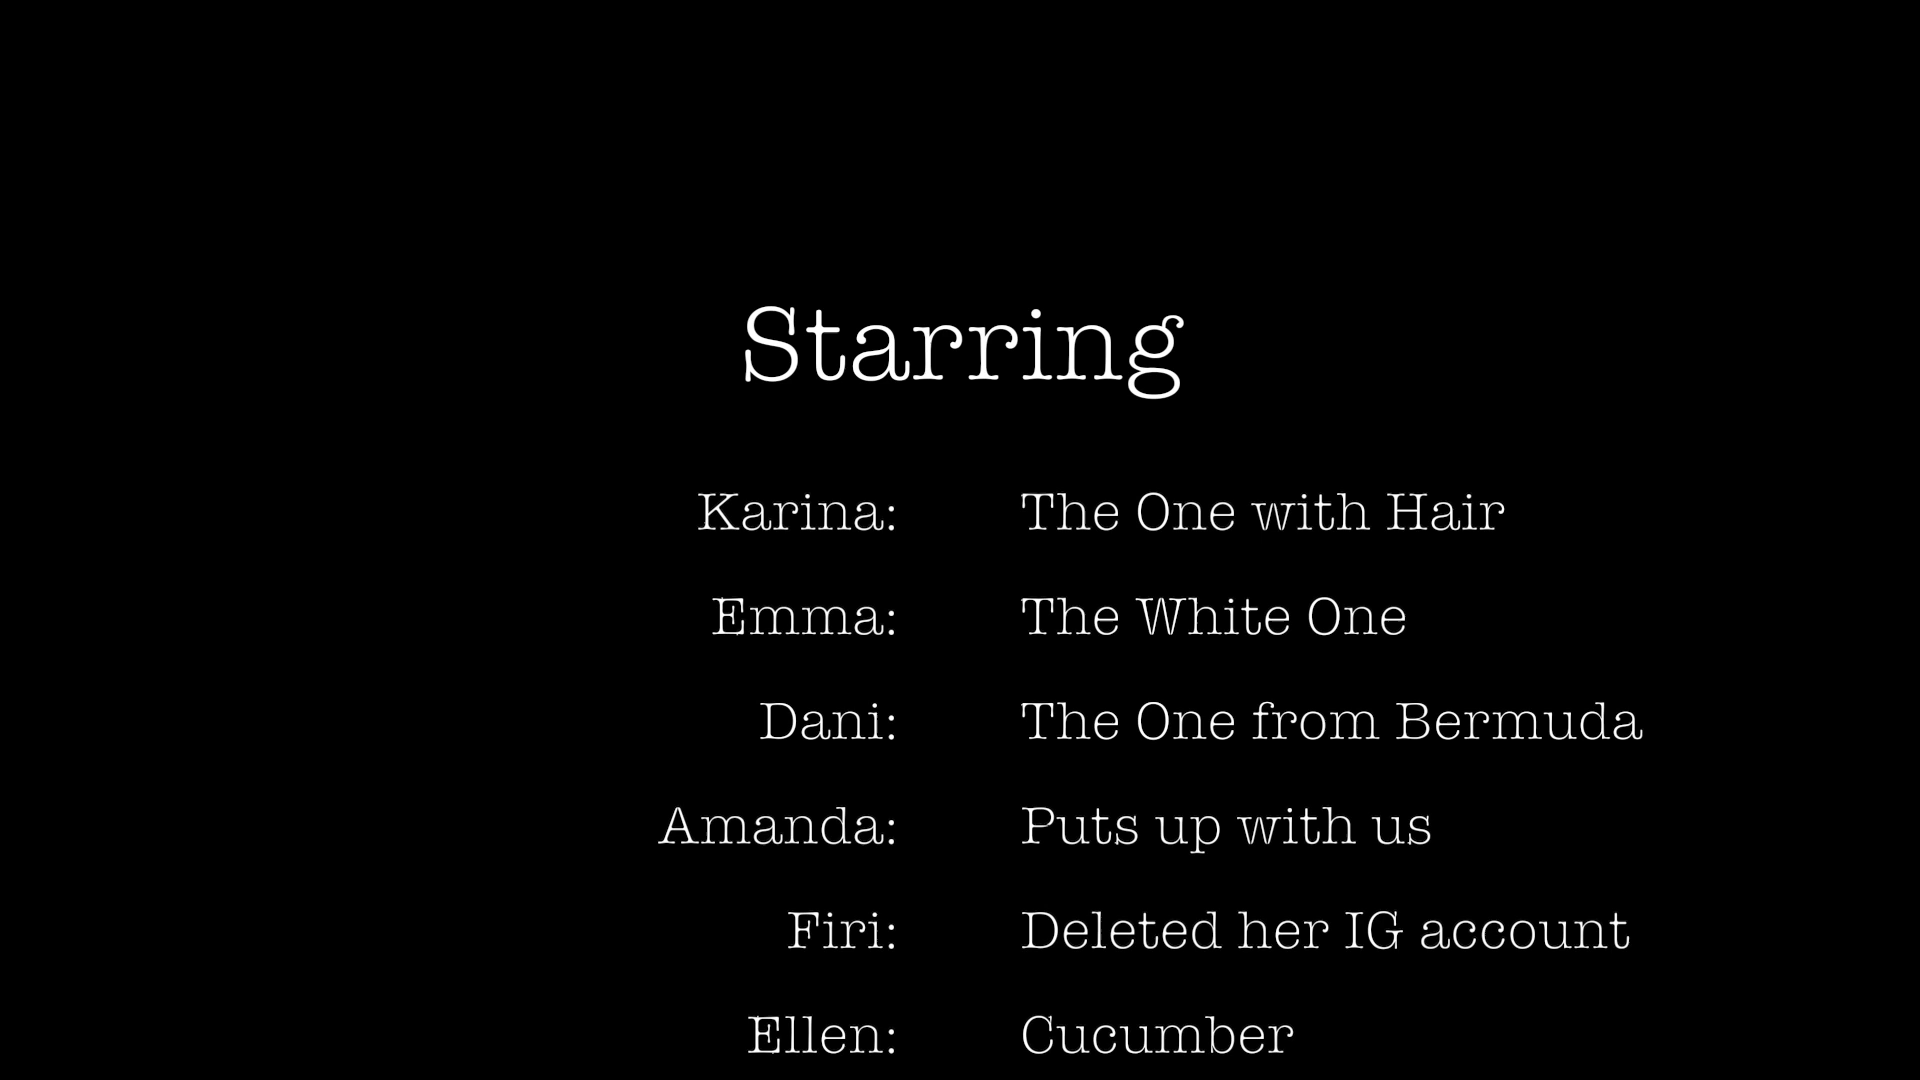 Starring
Karina: The One with Hair
Emma: The White One
Dani: The One from Bermuda
Amanda: Puts up with us
Firi: Deleted her IG account
Ellen: Cucumber